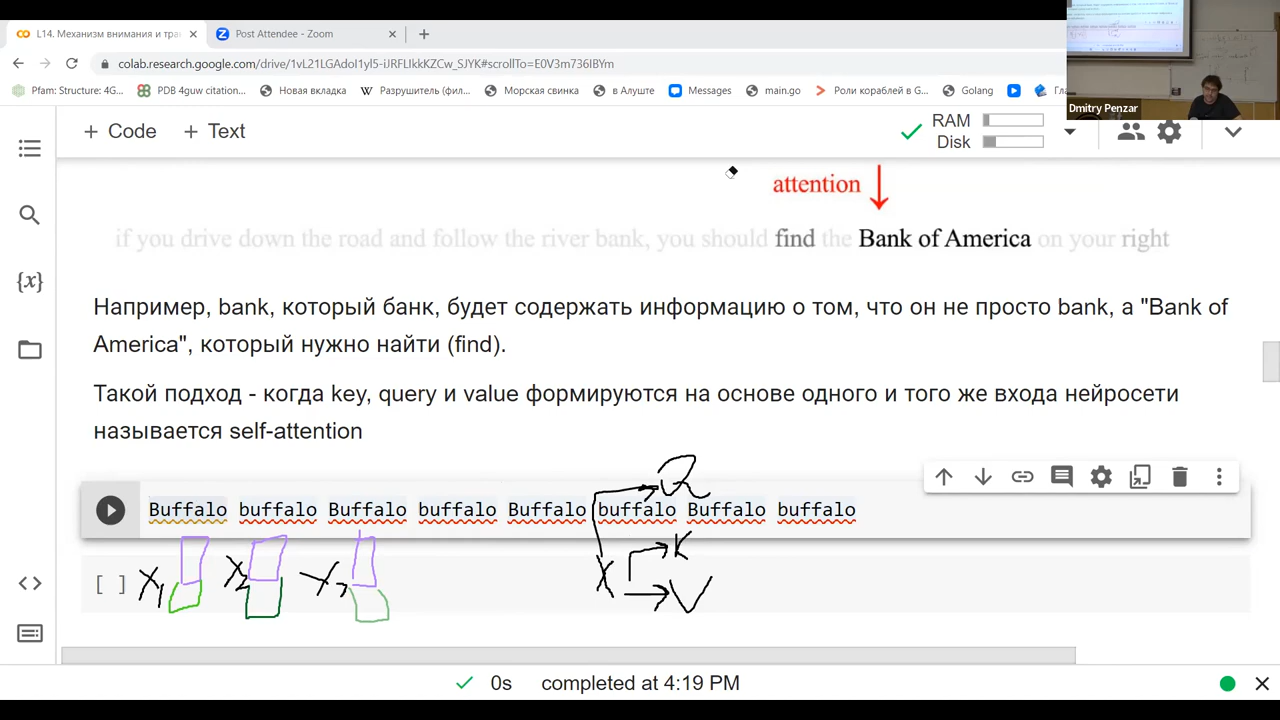 L14. Механизм внимания и тра
Post Attendee - Zoom
colab.research.google.com/drive/
Pfam: Structure: 4G...
PDB 4guw citation...
Новая вкладка
Разрушитель (фил...
Морская свинка
в Алуште
Messages
main.go
Роли кораблей в G...
Golang
Dmitry Penzar
+ Code + Text
RAM
Disk
attention
if you drive down the road and follow the river bank, you should find the Bank of America on your right
Например, bank, который банк, будет содержать информацию о том, что он не просто bank, а "Bank of
America", который нужно найти (find).
Такой подход - когда key, query и value формируются на основе одного и того же входа нейросети
называется self-attention
Q
Buffalo buffalo Buffalo buffalo Buffalo buffalo Buffalo buffalo
[ ] X1 X2 X3 X K
V
0s completed at 4:19 PM